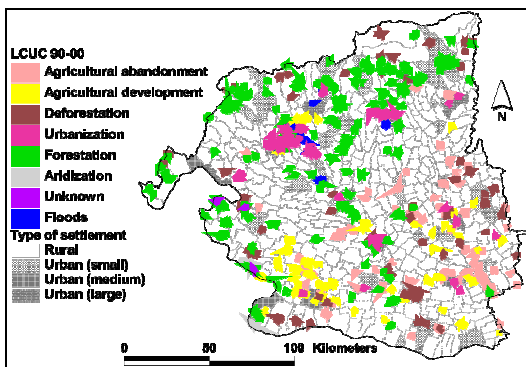 LCUC 90-00
Agricultural abandonment
Agricultural development
Deforestation
Urbanization
Forestation
Aridization
Unknown
Floods
Type of settlement
Rural
Urban (small)
Urban (medium)
Urban (large)
N
0 50 100 Kilometers